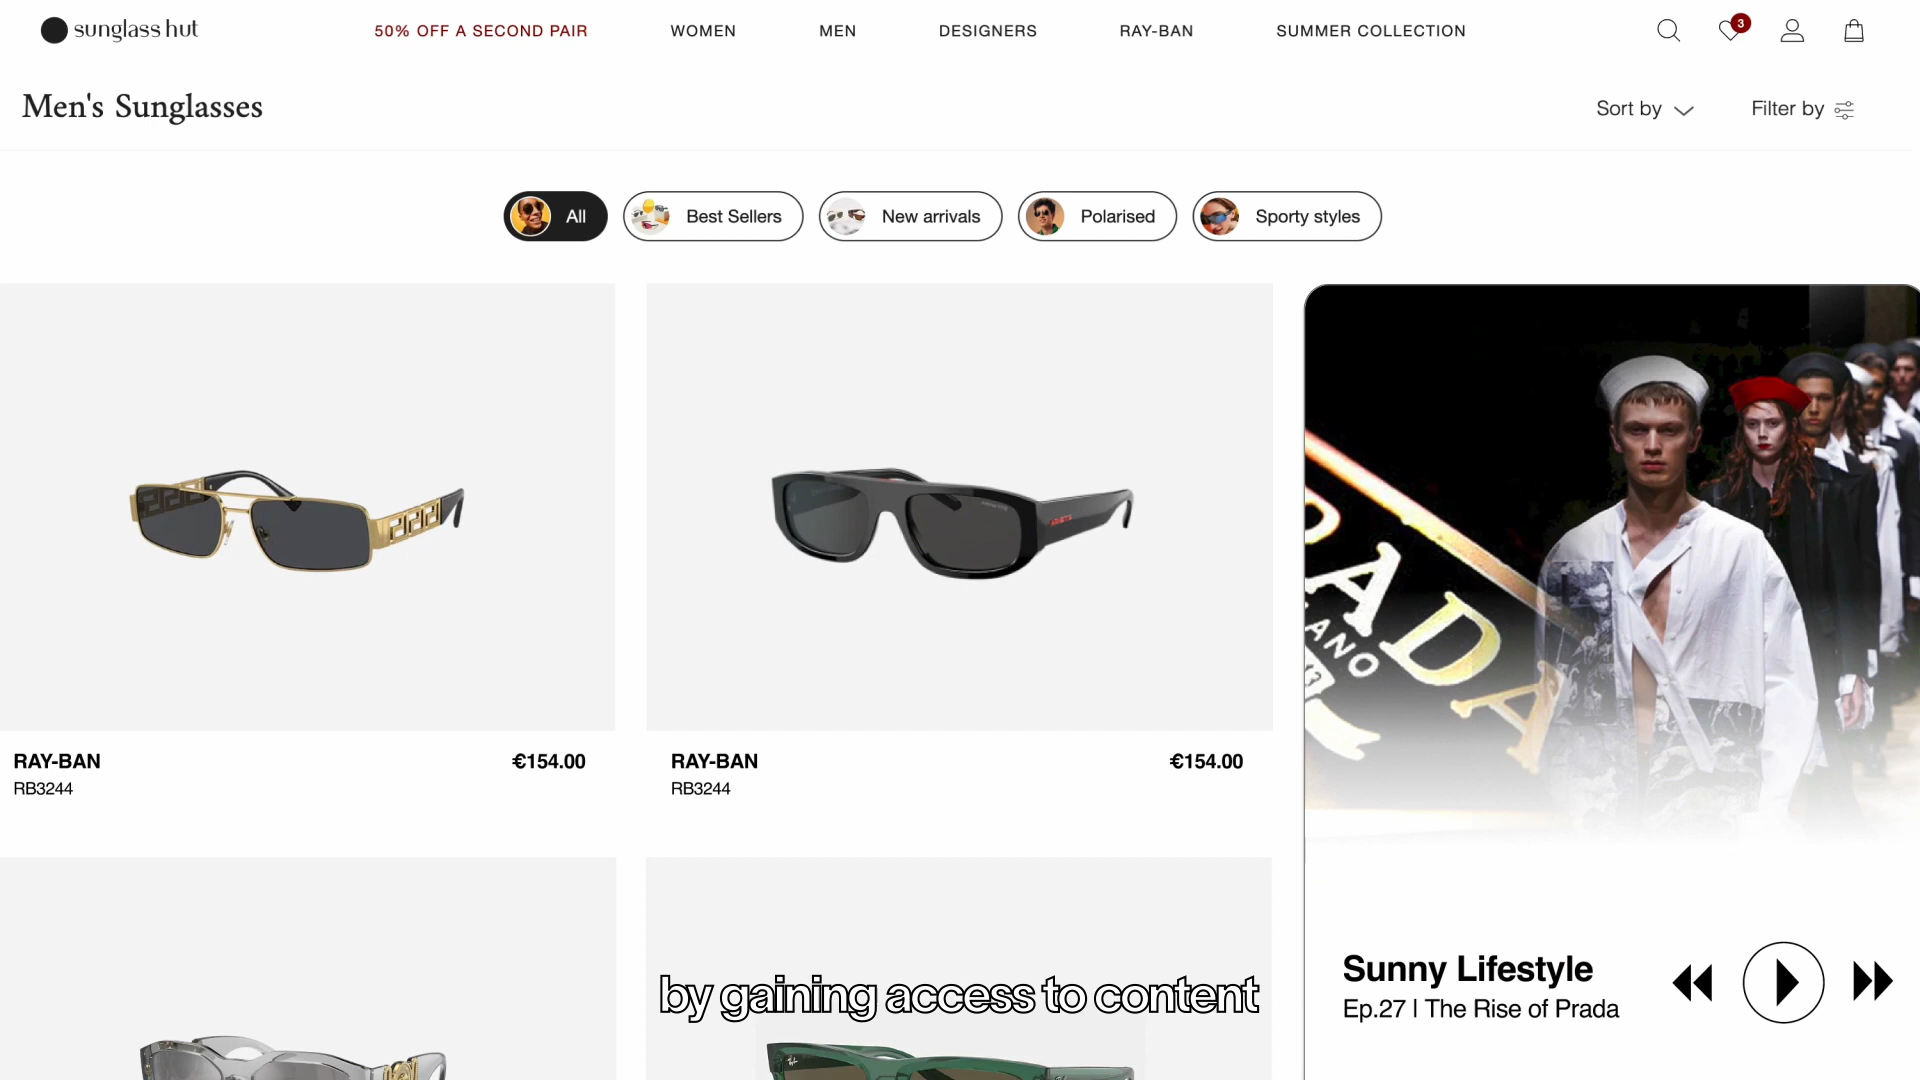 sunglass hut
50% OFF A SECOND PAIR
WOMEN
MEN
DESIGNERS
RAY-BAN
SUMMER COLLECTION
3
Men's Sunglasses
Sort by
Filter by
All
Best Sellers
New arrivals
Polarised
Sporty styles
RAY-BAN
€154.00
RB3244
RAY-BAN
€154.00
RB3244
by gaining access to content
Sunny Lifestyle
Ep.27 | The Rise of Prada